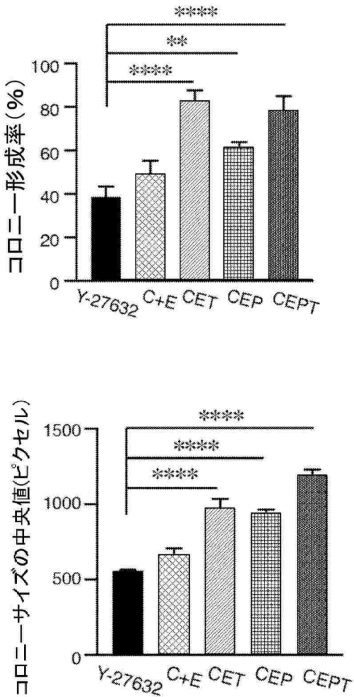 ****
**
****
コロニー形成率(%)
100
80
60
40
20
0
Y-27632
C+E
CET
CEP
CEPT
****
****
****
コロニーサイズの中央値(ピクセル)
1500
1000
500
0
Y-27632
C+E
CET
CEP
CEPT